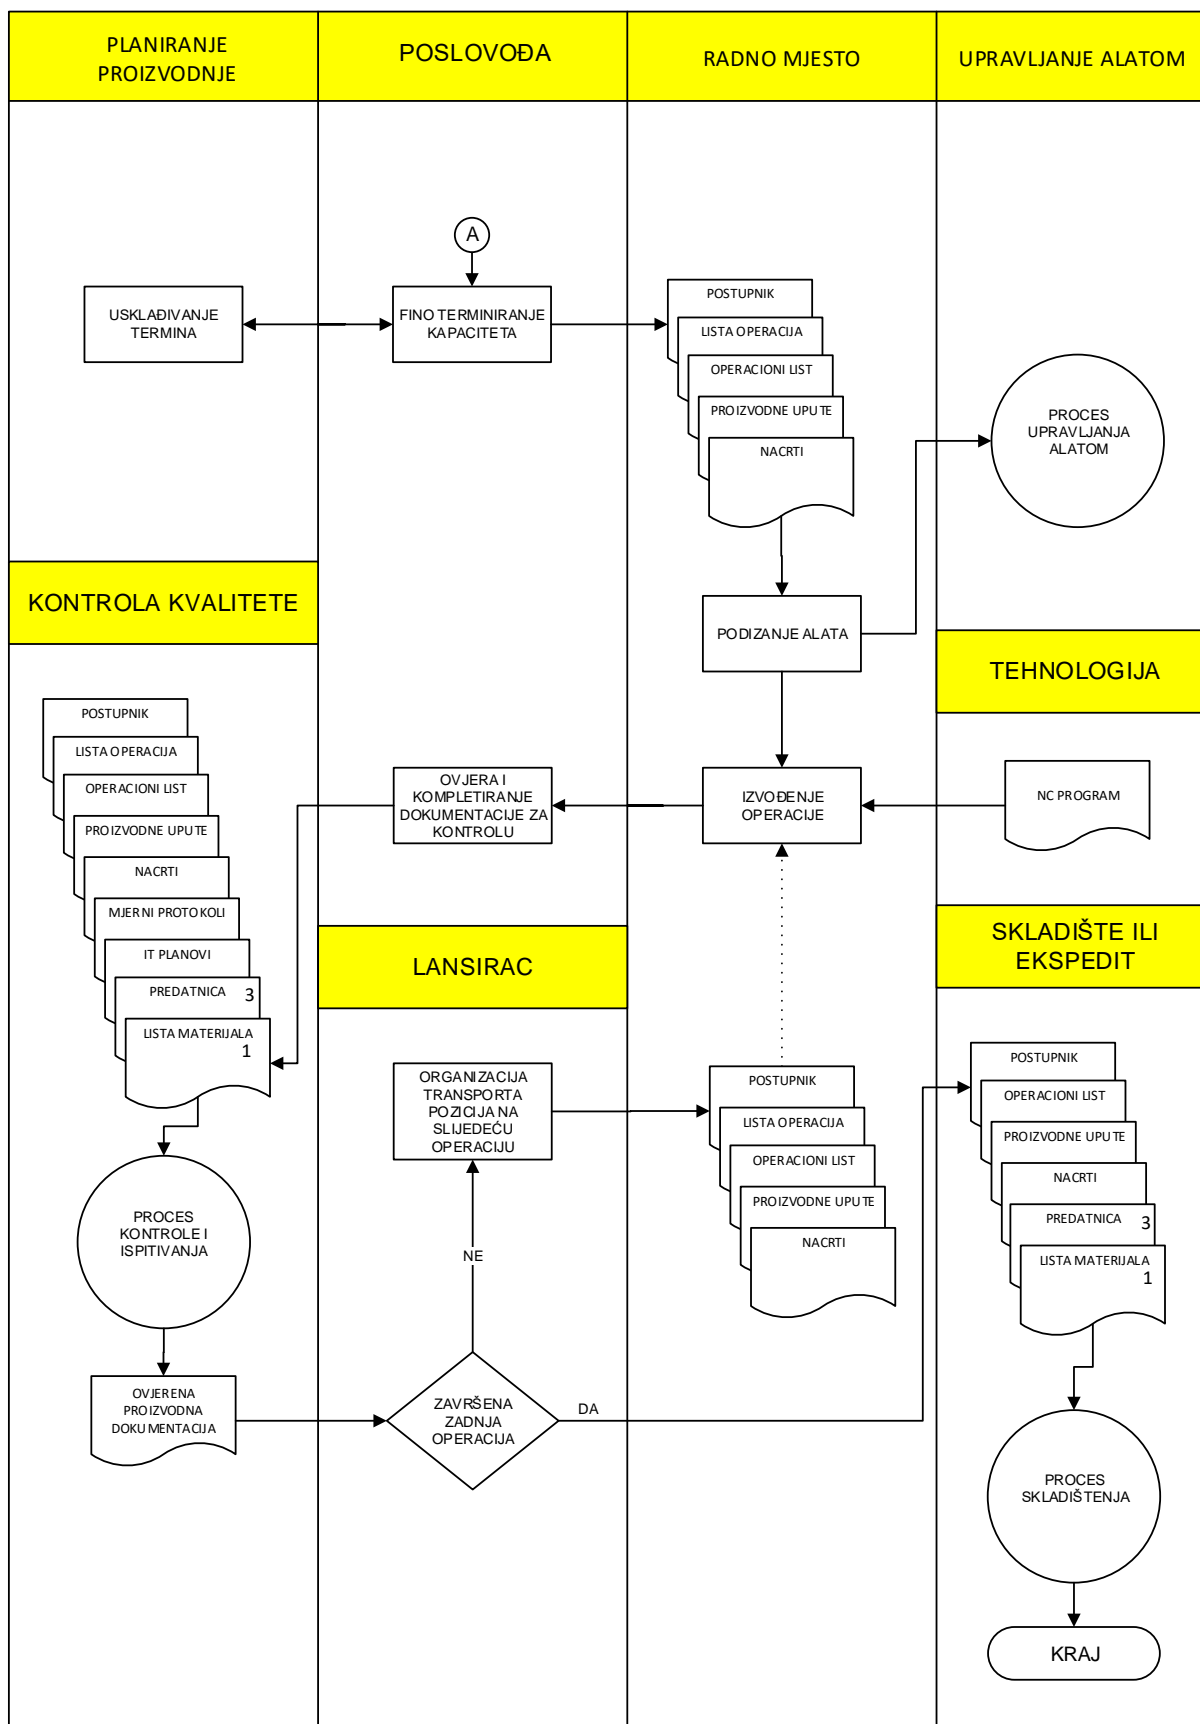 PLANIRANJE
PROIZVODNJE
POSLOVOĐA
RADNO MJESTO
UPRAVLJANJE ALATOM
A
USKLAĐIVANJE
TERMINA
FINO TERMINIRANJE
KAPACITETA
POSTUPNIK
LISTA OPERACIJA
OPERACIONI LIST
PROIZVODNE UPUTE
NACRTI
PROCES
UPRAVLJANJA
ALATOM
KONTROLA KVALITETE
PODIZANJE ALATA
TEHNOLOGIJA
POSTUPNIK
LISTA OPERACIJA
OPERACIONI LIST
PROIZVODNE UPUTE
NACRTI
MJERNI PROTOKOLI
IT PLANOVI
PREDATNICA 3
LISTA MATERIJALA
1
OVJERA I
KOMPLETIRANJE
DOKUMENTACIJE ZA
KONTROLU
IZVOĐENJE
OPERACIJE
NC PROGRAM
LANSIRAC
SKLADIŠTE ILI
EKSPEDIT
ORGANIZACIJA
TRANSPORTA
POZICIJA NA
SLIJEDEĆU
OPERACIJU
POSTUPNIK
LISTA OPERACIJA
OPERACIONI LIST
PROIZVODNE UPUTE
NACRTI
POSTUPNIK
OPERACIONI LIST
PROIZVODNE UPUTE
NACRTI
PREDATNICA 3
LISTA MATERIJALA
1
PROCES
KONTROLE I
ISPITIVANJA
NE
OVJERENA
PROIZVODNA
DOKUMENTACIJA
ZAVRŠENA
ZADNJA
OPERACIJA
DA
PROCES
SKLADIŠTENJA
KRAJ